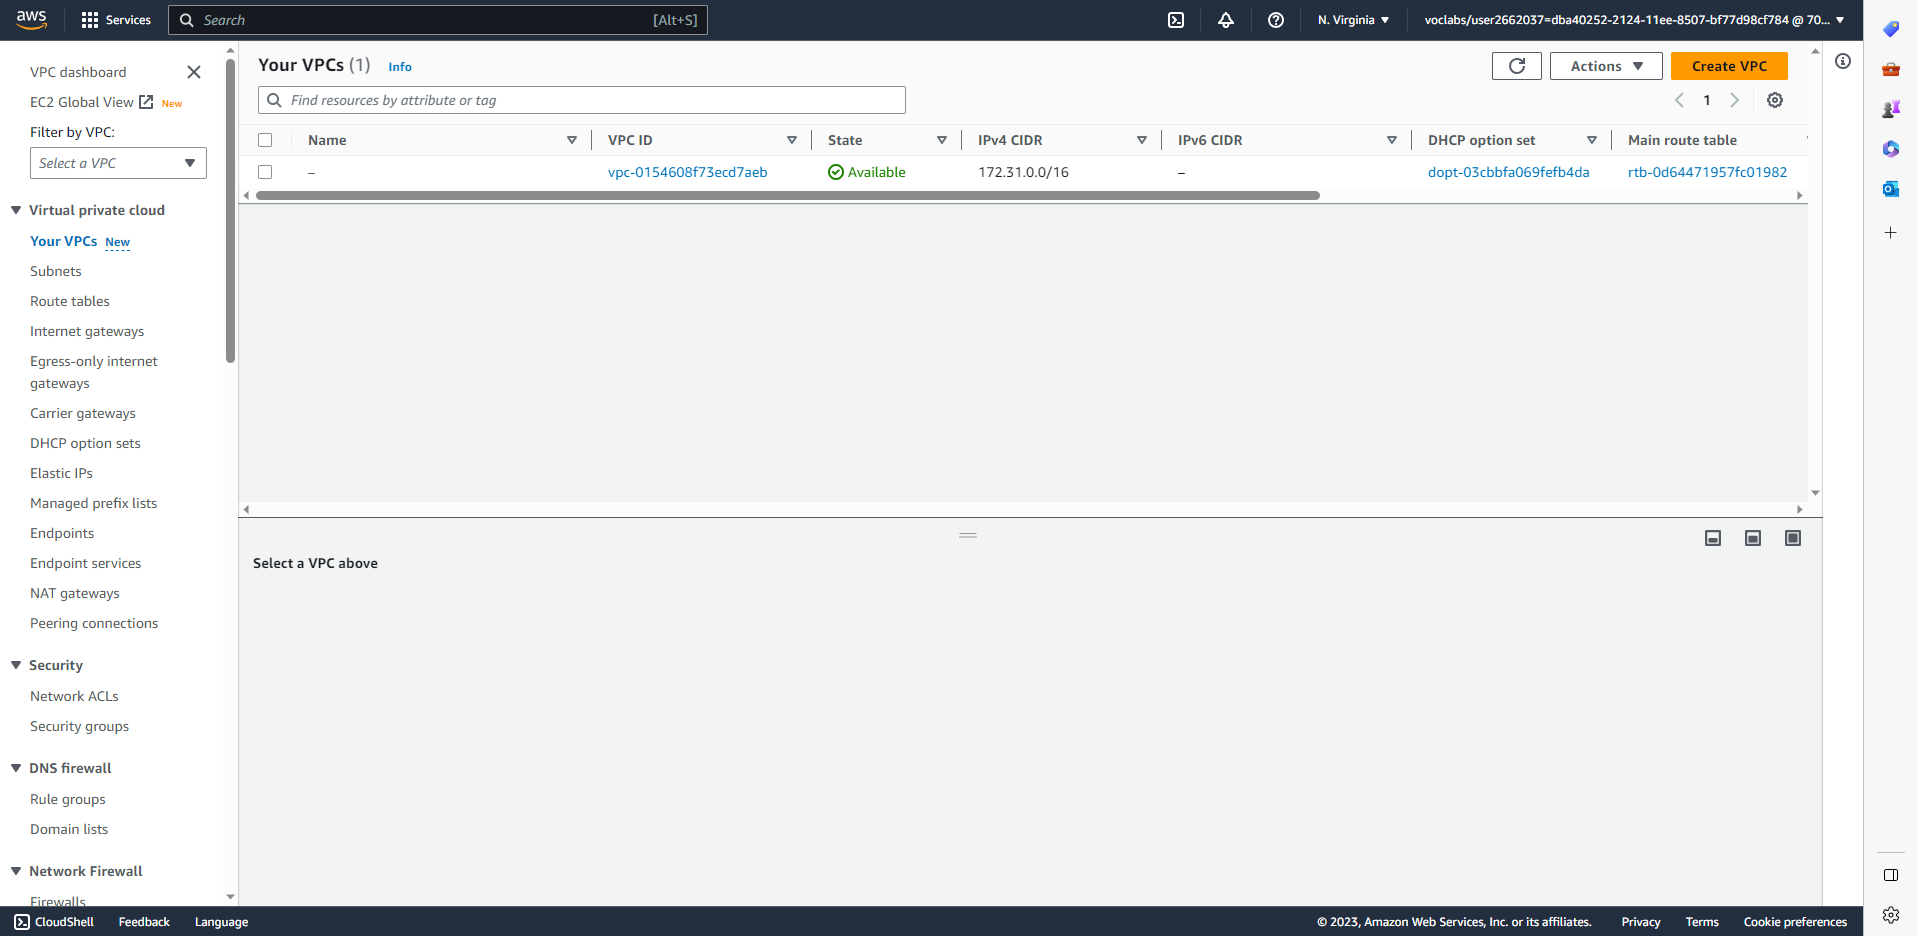 aws
Services
Search [Alt+S]
N. Virginia
voclabs/user2662037=dba40252-2124-11ee-8507-bf77d98cf784 @ 70...
VPC dashboard
EC2 Global View New
Filter by VPC:
Select a VPC
Virtual private cloud
Your VPCs New
Subnets
Route tables
Internet gateways
Egress-only internet
gateways
Carrier gateways
DHCP option sets
Elastic IPs
Managed prefix lists
Endpoints
Endpoint services
NAT gateways
Peering connections
Security
Network ACLs
Security groups
DNS firewall
Rule groups
Domain lists
Network Firewall
Firewalls
Your VPCs (1) Info
Actions
Create VPC
Find resources by attribute or tag
1
Name VPC ID State IPv4 CIDR IPv6 CIDR DHCP option set Main route table
– vpc-0154608f73ecd7aeb Available 172.31.0.0/16 – dopt-03cbbfa069fefb4da rtb-0d64471957fc01982
Select a VPC above
CloudShell Feedback Language
© 2023, Amazon Web Services, Inc. or its affiliates. Privacy Terms Cookie preferences